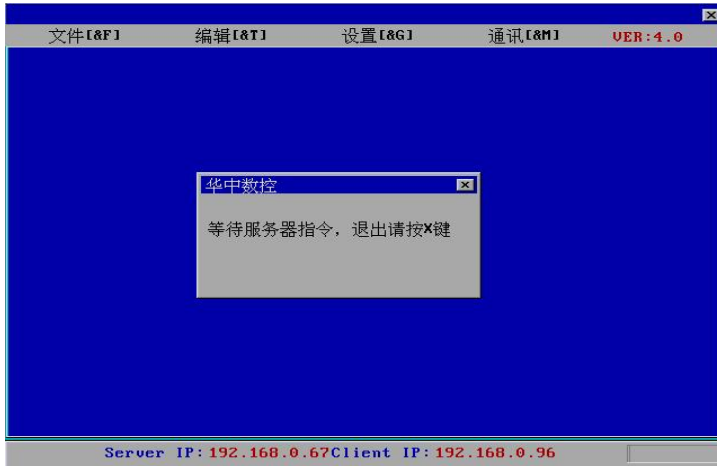 文件[&F] 编辑[&T] 设置[&G] 通讯[&M] VER:4.0
华中数控
等待服务器指令，退出请按X键
Server IP:192.168.0.67Client IP:192.168.0.96